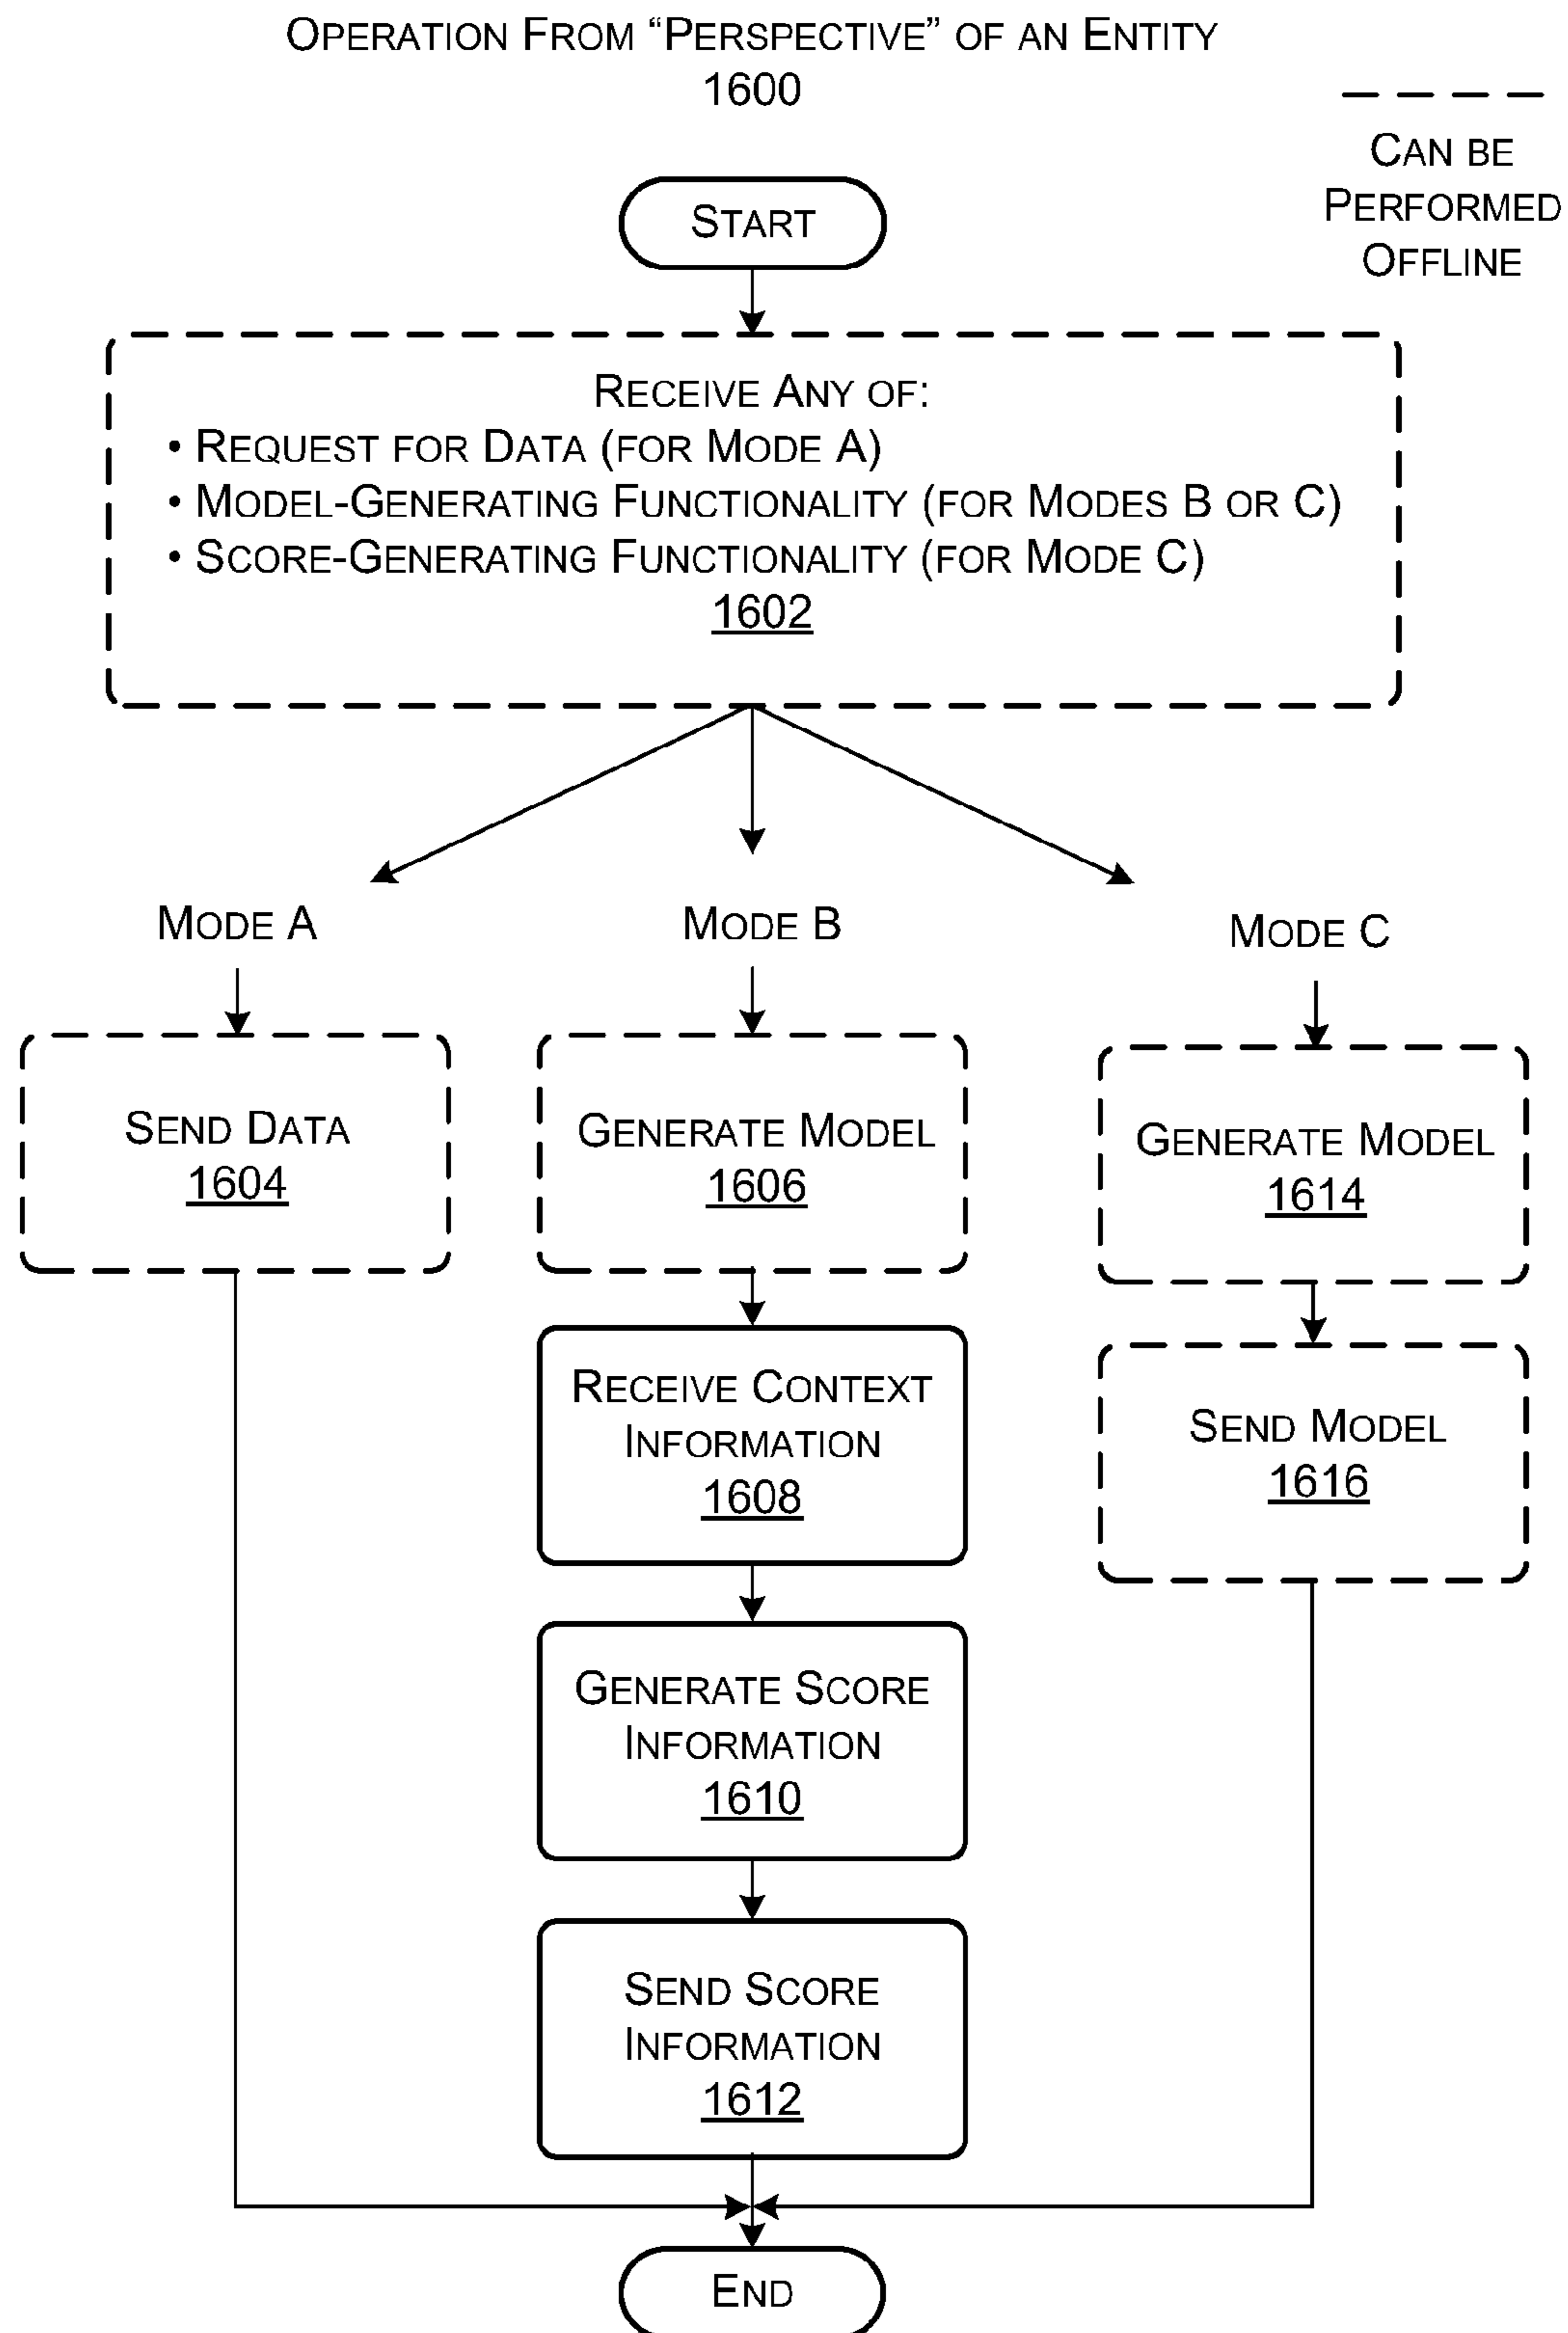 OPERATION FROM “PERSPECTIVE” OF AN ENTITY
1600
CAN BE
PERFORMED
OFFLINE
START
RECEIVE ANY OF:
• REQUEST FOR DATA (FOR MODE A)
• MODEL-GENERATING FUNCTIONALITY (FOR MODES B OR C)
• SCORE-GENERATING FUNCTIONALITY (FOR MODE C)
1602
MODE A
MODE B
MODE C
SEND DATA
1604
GENERATE MODEL
1606
GENERATE MODEL
1614
RECEIVE CONTEXT
INFORMATION
1608
SEND MODEL
1616
GENERATE SCORE
INFORMATION
1610
SEND SCORE
INFORMATION
1612
END